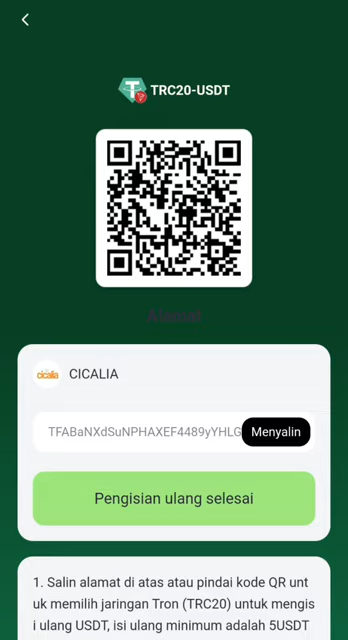 TRC20-USDT
Alamat
cicalia
CICALIA
TFABaNXdSuNPHAXEF4489yYHLG
Menyalin
Pengisian ulang selesai
1. Salin alamat di atas atau pindai kode QR unt
uk memilih jaringan Tron (TRC20) untuk mengis
i ulang USDT, isi ulang minimum adalah 5USDT